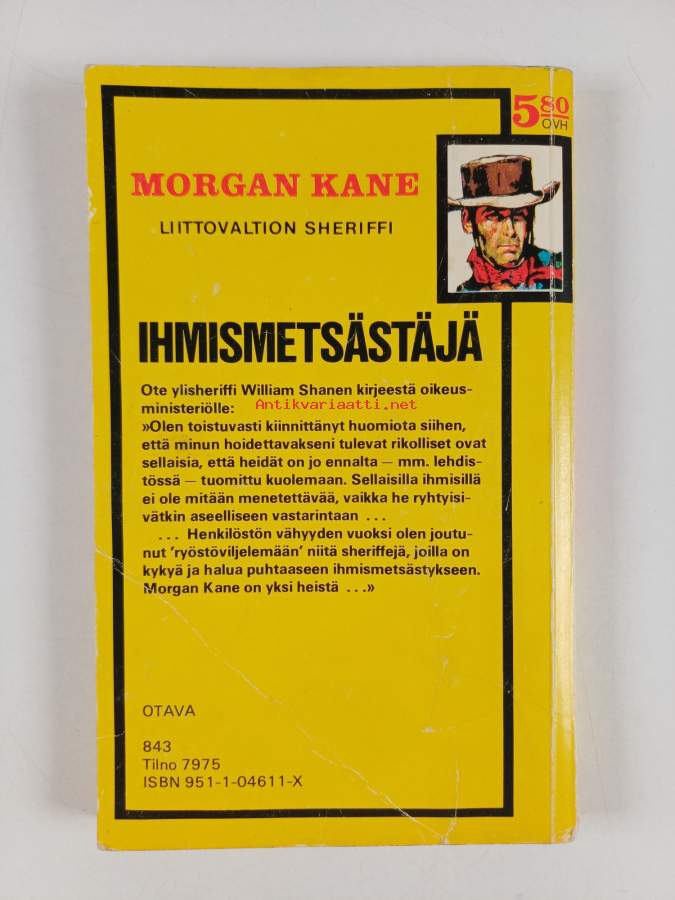 5 80
OVH
MORGAN KANE
LIITTOVALTION SHERIFFI
IHMISMETSÄSTÄJÄ
Ote ylisheriffi William Shanen kirjeestä oikeus-
ministeriölle:
Antikvariaatti.net
»Olen toistuvasti kiinnittänyt huomiota siihen,
että minun hoidettavakseni tulevat rikolliset ovat
sellaisia, että heidät on jo ennalta — mm. lehdis-
tössä — tuomittu kuolemaan. Sellaisilla ihmisillä
ei ole mitään menetettävää, vaikka he ryhtyisi-
vätkin aseelliseen vastarintaan ...
... Henkilöstön vähyyden vuoksi olen joutu-
nut 'ryöstöviljelemään' niitä sheriffejä, joilla on
kykyä ja halua puhtaaseen ihmismetsästykseen.
Morgan Kane on yksi heistä ...»
OTAVA
843
Tilno 7975
ISBN 951-1-04611-X